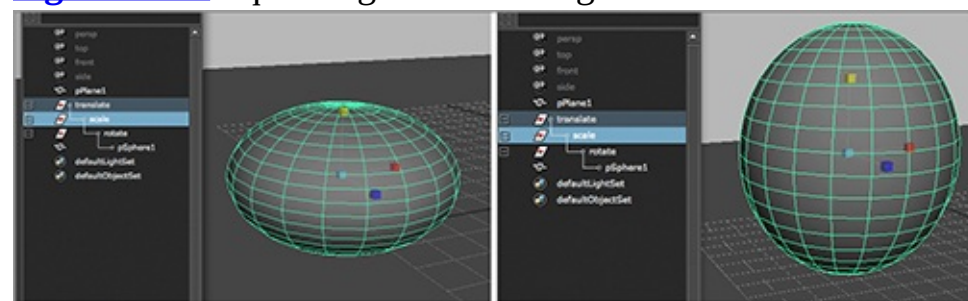 persp
top
front
side
pPlane1
translate
scale
rotate
pSphere1
defaultLightSet
defaultObjectSet
persp
top
front
side
pPlane1
translate
scale
rotate
pSphere1
defaultLightSet
defaultObjectSet